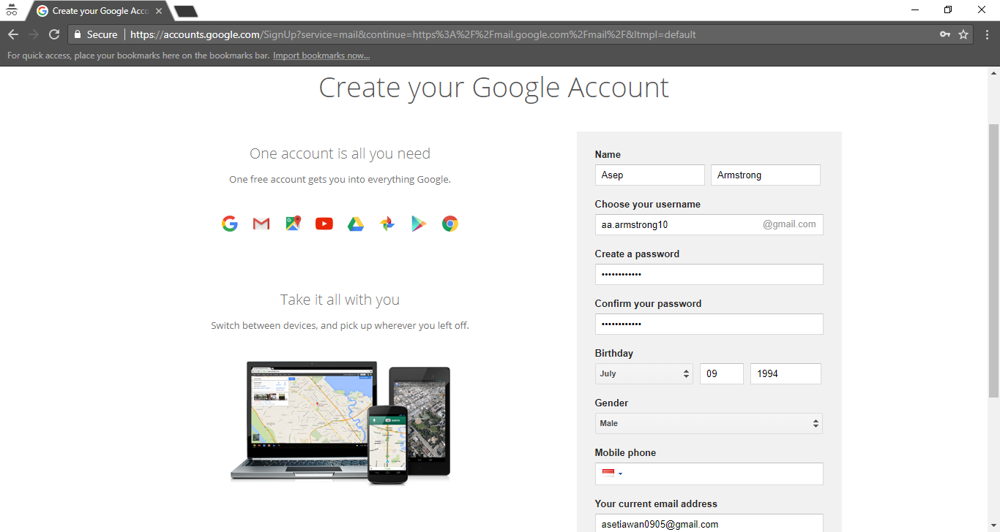 Create your Google Acco
Secure
https://accounts.google.com/SignUp?service=mail&continue=https%3A%2F%2Fmail.google.com%2Fmail%2F&ltmpl=default
For quick access, place your bookmarks here on the bookmarks bar. Import bookmarks now...
Create your Google Account
One account is all you need
One free account gets you into everything Google.
Take it all with you
Switch between devices, and pick up wherever you left off.
Name
Asep Armstrong
Choose your username
aa.armstrong10 @gmail.com
Create a password
••••••••••••
Confirm your password
••••••••••••
Birthday
July 09 1994
Gender
Male
Mobile phone
Your current email address
asetiawan0905@gmail.com